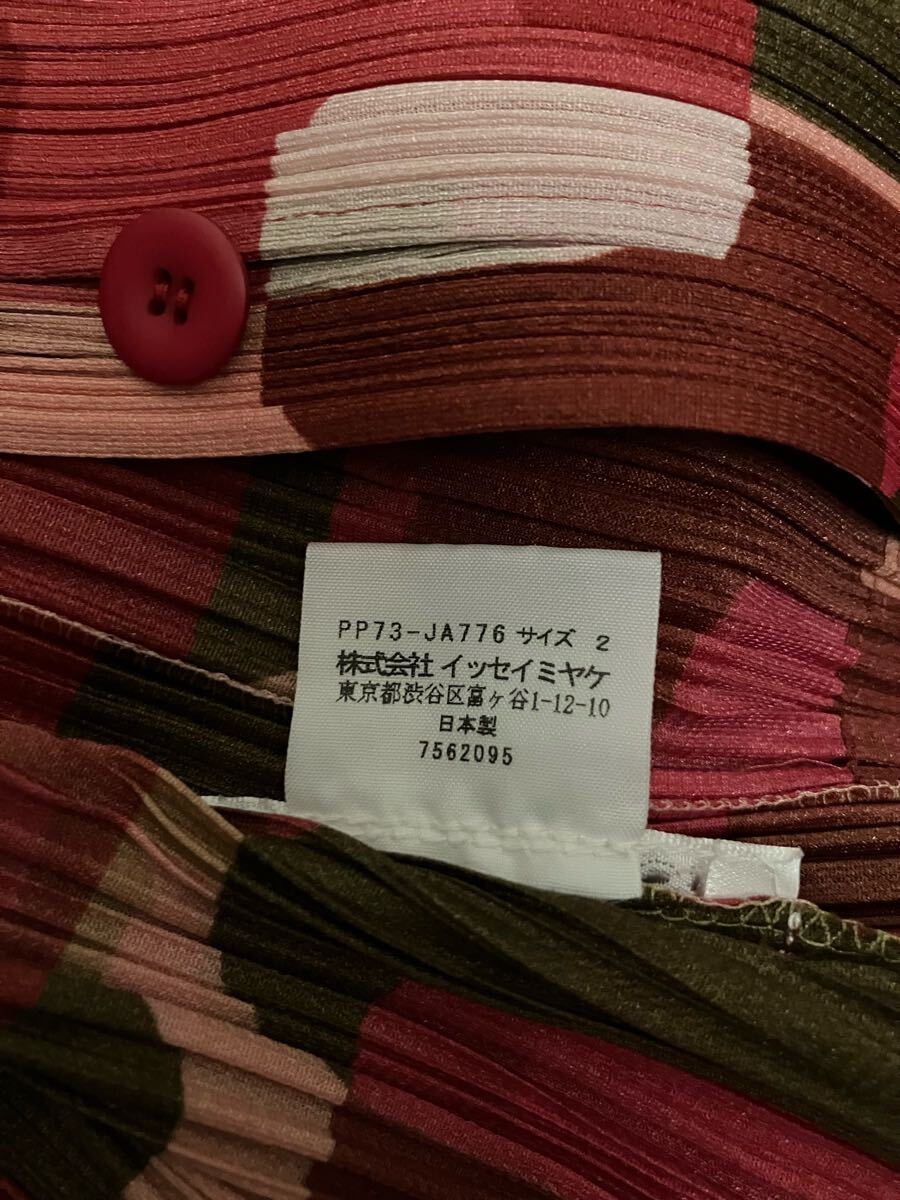 PP73-JA776 サイズ 2
株式会社 イッセイミヤケ
東京都渋谷区富ヶ谷1-12-10
日本製
7562095